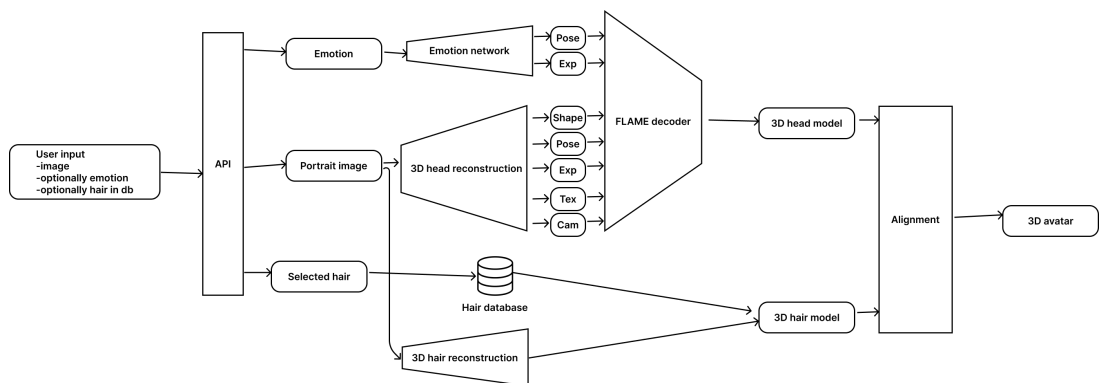 User input
-image
-optionally emotion
-optionally hair in db
API
Emotion
Emotion network
Pose
Exp
Portrait image
3D head reconstruction
Shape
Pose
Exp
Tex
Cam
FLAME decoder
3D head model
Selected hair
Hair database
3D hair reconstruction
3D hair model
Alignment
3D avatar